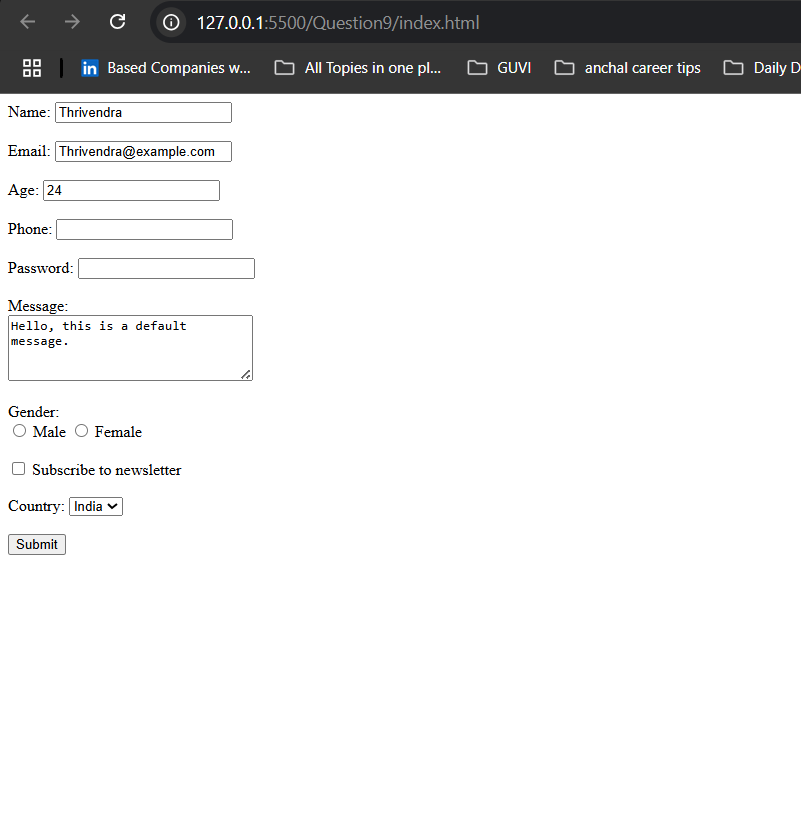 127.0.0.1:5500/Question9/index.html
in Based Companies w... All Topies in one pl... GUVI anchal career tips Daily D
Name: Thrivendra
Email: Thrivendra@example.com
Age: 24
Phone:
Password:
Message:
Hello, this is a default
message.
Gender:
Male Female
Subscribe to newsletter
Country: India
Submit